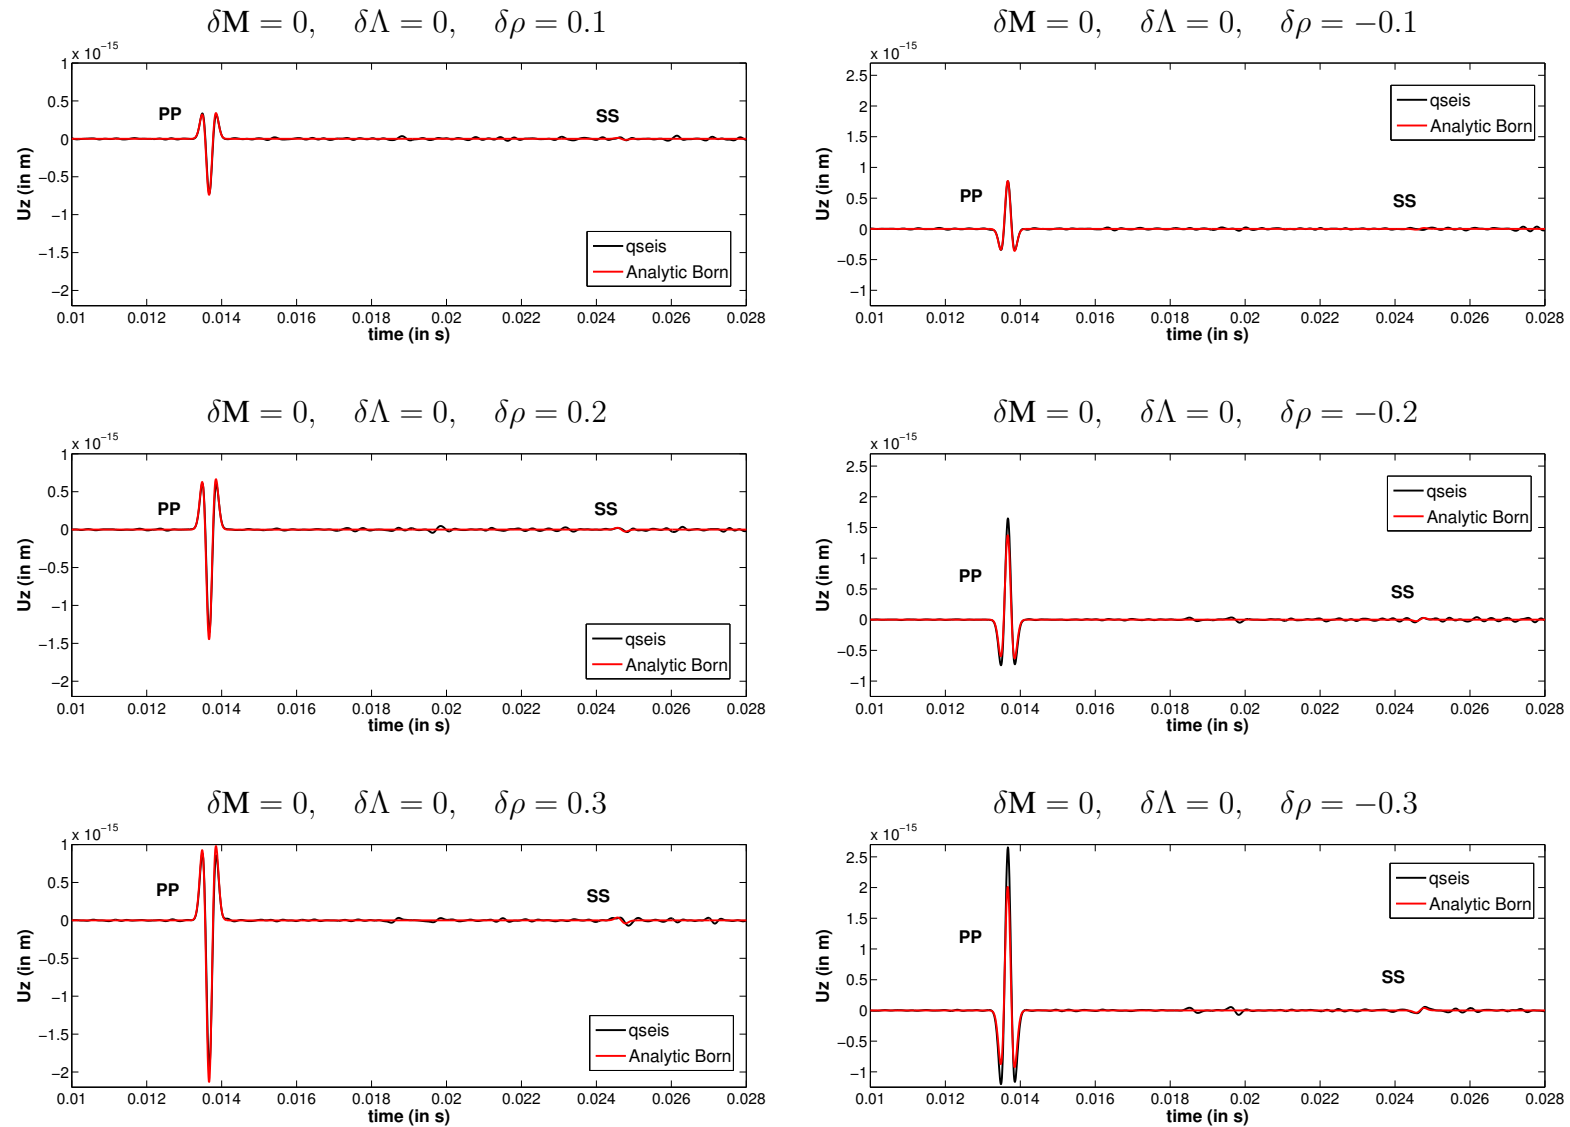 δM = 0, δΛ = 0, δρ = 0.1
x 10⁻¹⁵
1
0.5
0
−0.5
−1
−1.5
−2
Uz (in m)
PP
SS
qseis
Analytic Born
0.01 0.012 0.014 0.016 0.018 0.02 0.022 0.024 0.026 0.028
time (in s)
δM = 0, δΛ = 0, δρ = −0.1
x 10⁻¹⁵
2.5
2
1.5
1
0.5
0
−0.5
−1
Uz (in m)
PP
SS
qseis
Analytic Born
0.01 0.012 0.014 0.016 0.018 0.02 0.022 0.024 0.026 0.028
time (in s)
δM = 0, δΛ = 0, δρ = 0.2
x 10⁻¹⁵
1
0.5
0
−0.5
−1
−1.5
−2
Uz (in m)
PP
SS
qseis
Analytic Born
0.01 0.012 0.014 0.016 0.018 0.02 0.022 0.024 0.026 0.028
time (in s)
δM = 0, δΛ = 0, δρ = −0.2
x 10⁻¹⁵
2.5
2
1.5
1
0.5
0
−0.5
−1
Uz (in m)
PP
SS
qseis
Analytic Born
0.01 0.012 0.014 0.016 0.018 0.02 0.022 0.024 0.026 0.028
time (in s)
δM = 0, δΛ = 0, δρ = 0.3
x 10⁻¹⁵
1
0.5
0
−0.5
−1
−1.5
−2
Uz (in m)
PP
SS
qseis
Analytic Born
0.01 0.012 0.014 0.016 0.018 0.02 0.022 0.024 0.026 0.028
time (in s)
δM = 0, δΛ = 0, δρ = −0.3
x 10⁻¹⁵
2.5
2
1.5
1
0.5
0
−0.5
−1
Uz (in m)
PP
SS
qseis
Analytic Born
0.01 0.012 0.014 0.016 0.018 0.02 0.022 0.024 0.026 0.028
time (in s)